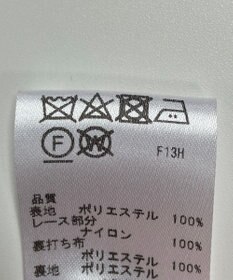 F W F13H
品質
表地 ポリエステル 100%
レース部分
ナイロン 100%
裏打ち布
ポリエステル 100%
裏地 ポリエステル 100%